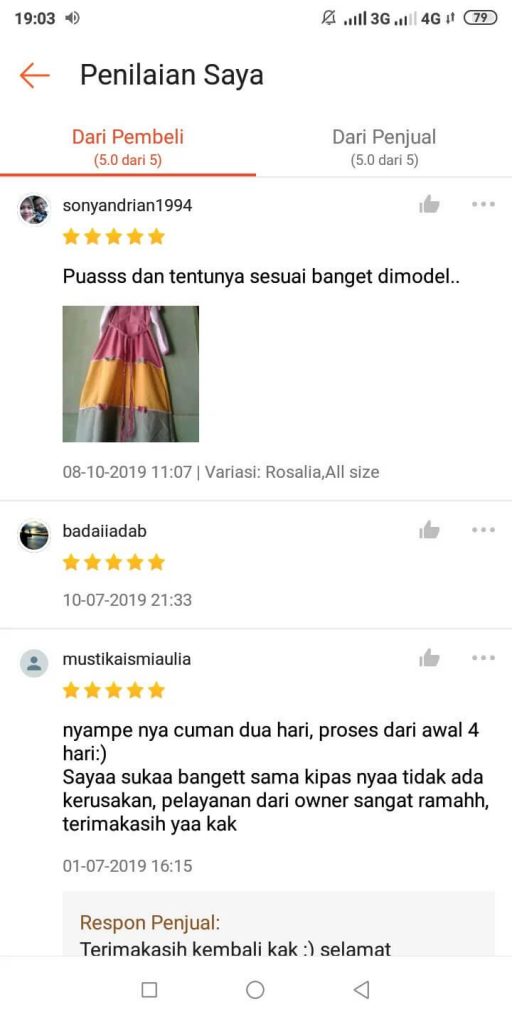 19:03 3G 4G 79
Penilaian Saya
Dari Pembeli Dari Penjual
(5.0 dari 5) (5.0 dari 5)
sonyandrian1994
Puasss dan tentunya sesuai banget dimodel..
08-10-2019 11:07 | Variasi: Rosalia,All size
badaiiadab
10-07-2019 21:33
mustikaismiaulia
nyampe nya cuman dua hari, proses dari awal 4
hari:)
Sayaa sukaa bangett sama kipas nyaa tidak ada
kerusakan, pelayanan dari owner sangat ramahh,
terimakasih yaa kak
01-07-2019 16:15
Respon Penjual:
Terimakasih kembali kak :) selamat